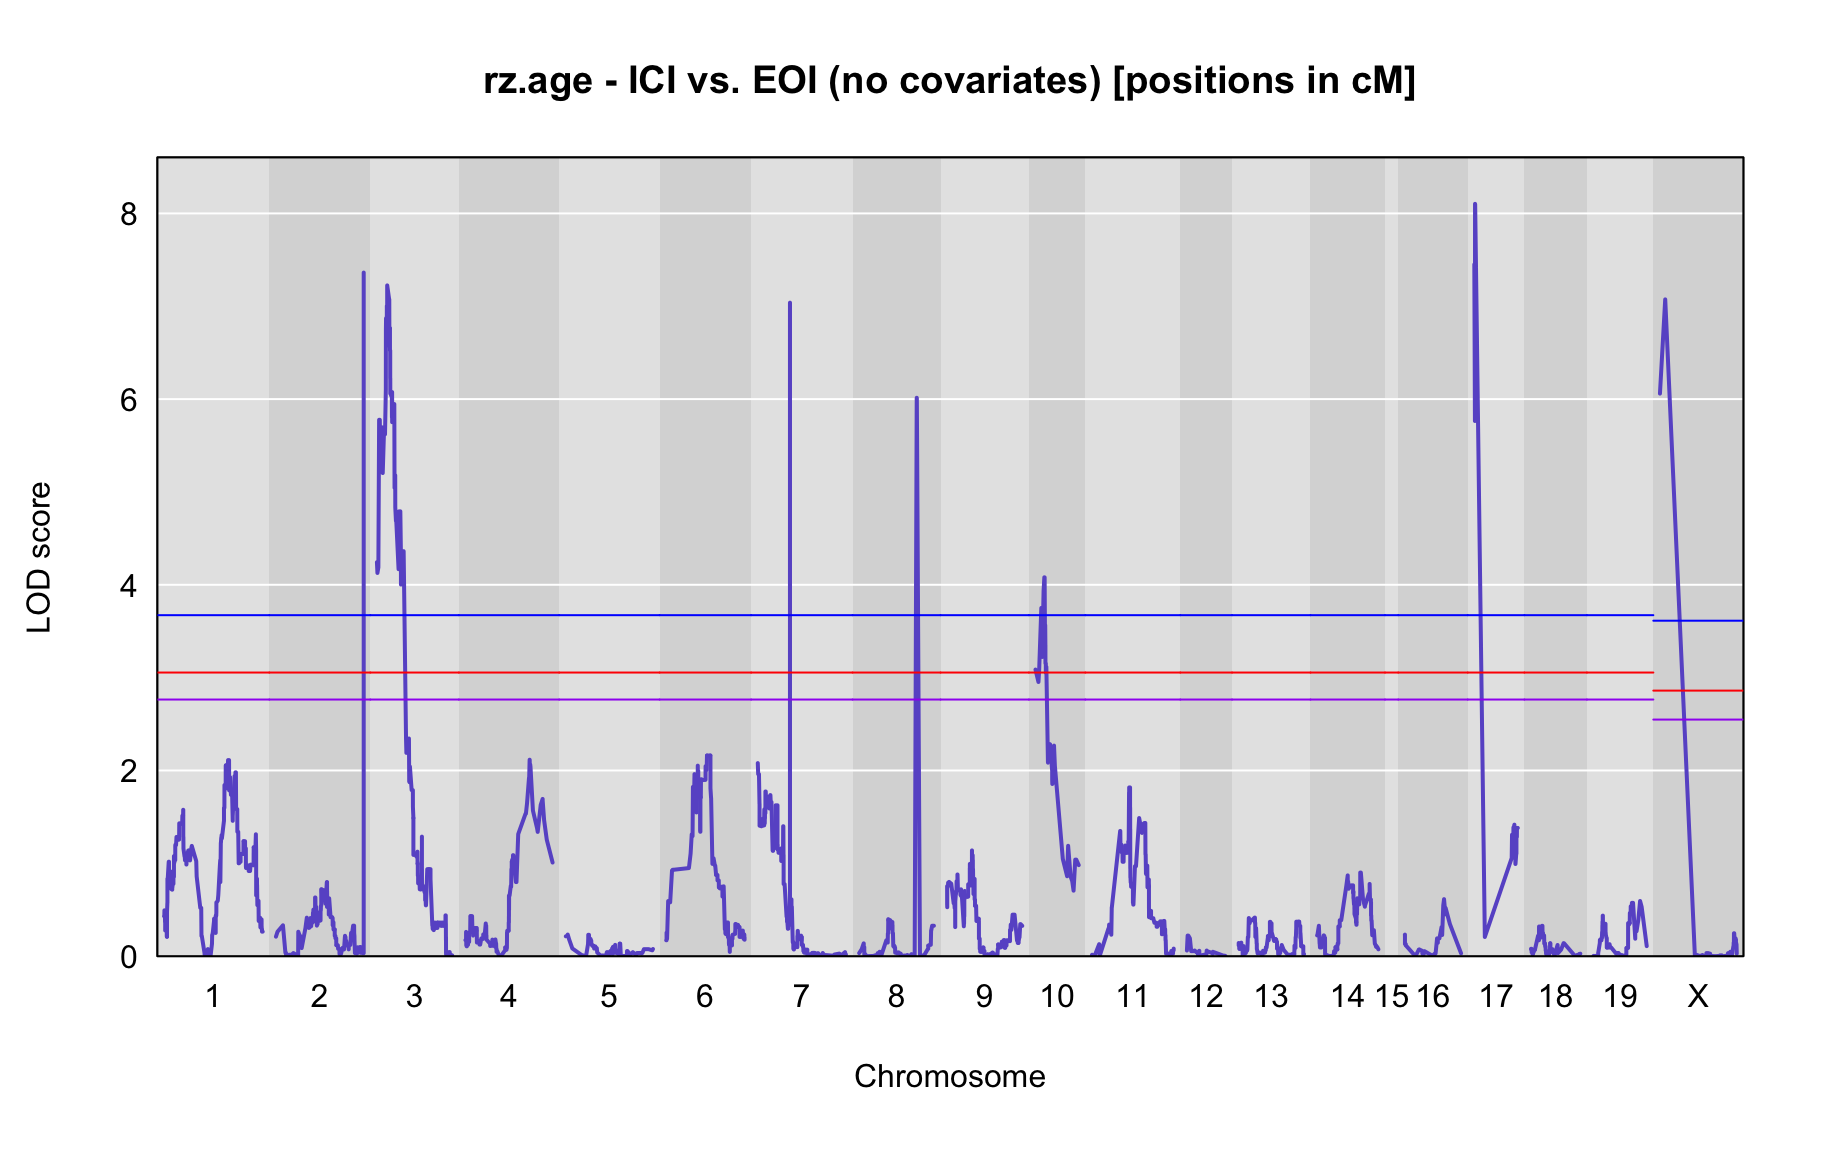 rz.age - ICI vs. EOI (no covariates) [positions in cM]
8
6
4
2
0
LOD score
1 2 3 4 5 6 7 8 9 10 11 12 13 14 15 16 17 18 19 X
Chromosome